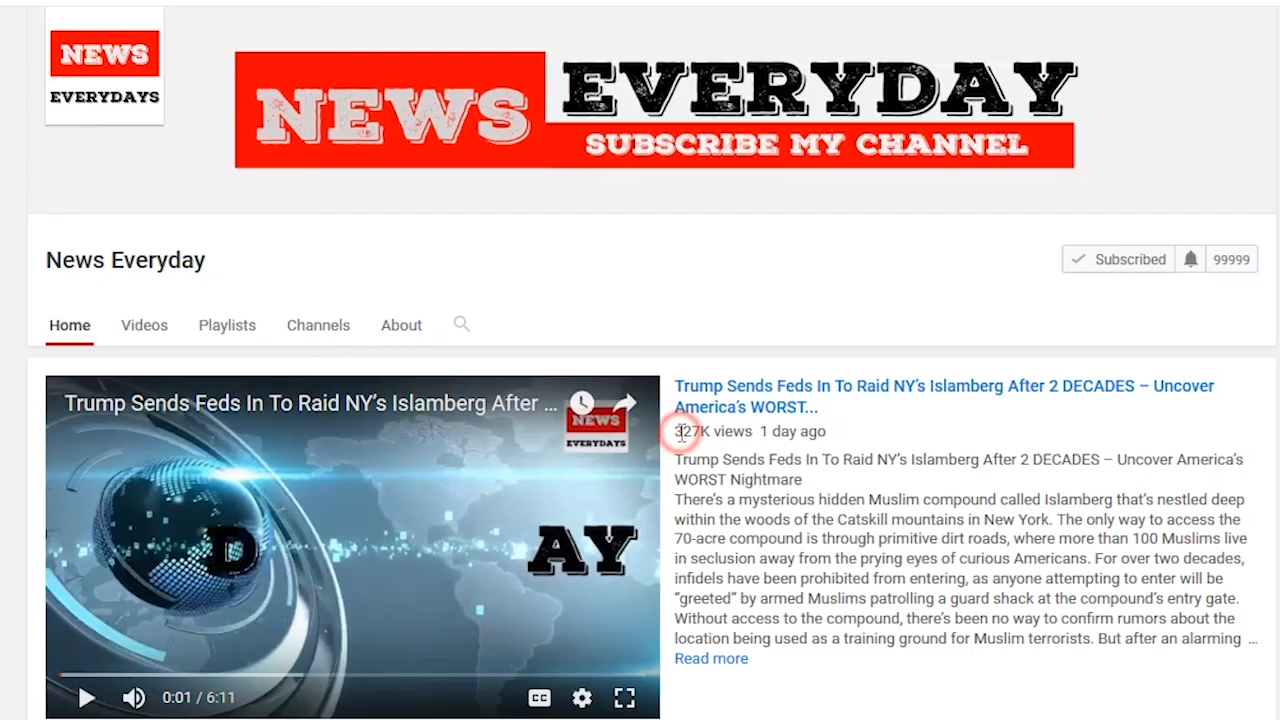 NEWS
EVERYDAYS
NEWS
EVERYDAY
SUBSCRIBE MY CHANNEL
News Everyday
Subscribed
99999
Home
Videos
Playlists
Channels
About
Trump Sends Feds In To Raid NY's Islamberg After ...
NEWS
EVERYDAYS
D
AY
0:01 / 6:11
CC
Trump Sends Feds In To Raid NY's Islamberg After 2 DECADES – Uncover
America's WORST...
327K views 1 day ago
Trump Sends Feds In To Raid NY's Islamberg After 2 DECADES – Uncover America's
WORST Nightmare
There's a mysterious hidden Muslim compound called Islamberg that's nestled deep
within the woods of the Catskill mountains in New York. The only way to access the
70-acre compound is through primitive dirt roads, where more than 100 Muslims live
in seclusion away from the prying eyes of curious Americans. For over two decades,
infidels have been prohibited from entering, as anyone attempting to enter will be
“greeted” by armed Muslims patrolling a guard shack at the compound's entry gate.
Without access to the compound, there's been no way to confirm rumors about the
location being used as a training ground for Muslim terrorists. But after an alarming ...
Read more